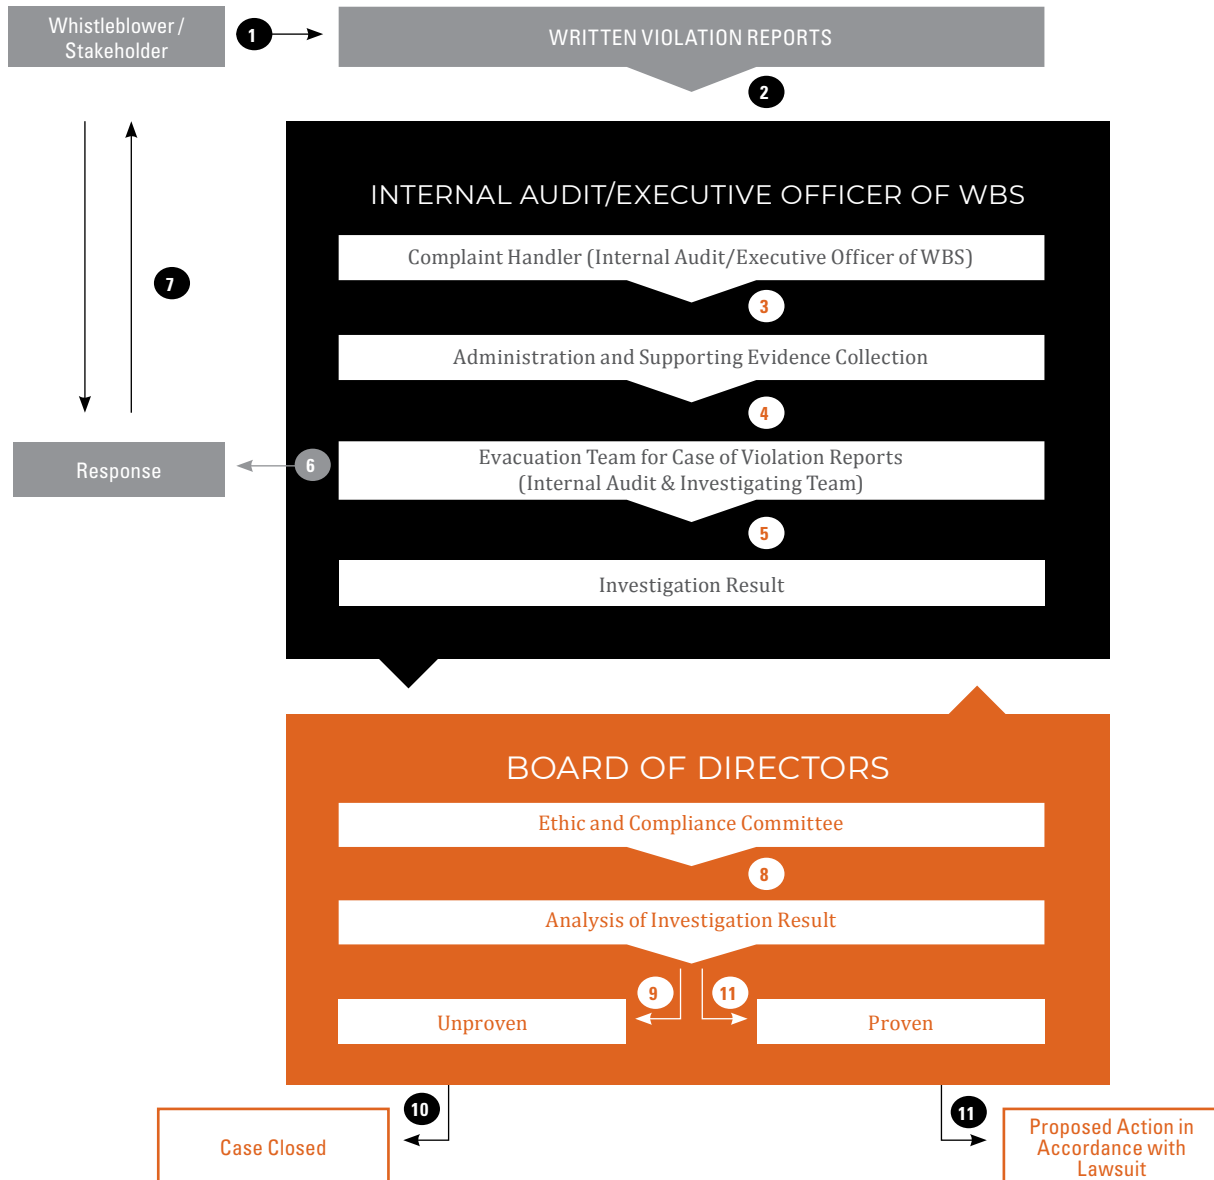 Whistleblower /
Stakeholder
1
WRITTEN VIOLATION REPORTS
2
INTERNAL AUDIT/EXECUTIVE OFFICER OF WBS
Complaint Handler (Internal Audit/Executive Officer of WBS)
3
Administration and Supporting Evidence Collection
4
7
Evacuation Team for Case of Violation Reports
(Internal Audit & Investigating Team)
6
Response
5
Investigation Result
BOARD OF DIRECTORS
Ethic and Compliance Committee
8
Analysis of Investigation Result
9
11
Unproven
Proven
10
11
Case Closed
Proposed Action in
Accordance with
Lawsuit